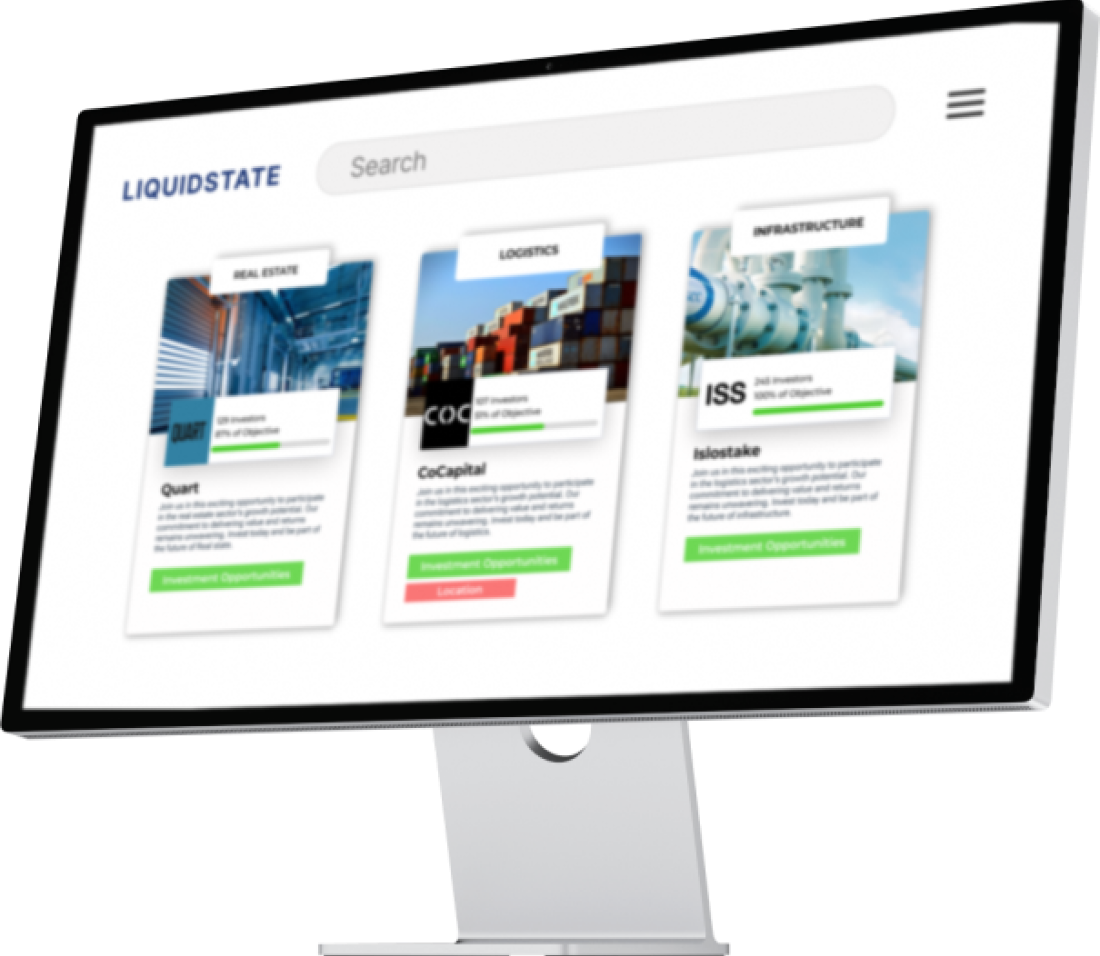 LIQUIDSTATE
Search
REAL ESTATE
QUART
129 Investors
67% of Objective
Quart
Join us in this exciting opportunity to participate
in the real estate sector's growth potential. Our
commitment to delivering value and returns
remains unwavering. Invest today and be part of
the future of Real state.
Investment Opportunities
LOGISTICS
COC
107 Investors
51% of Objective
CoCapital
Join us in this exciting opportunity to participate
in the logistics sector's growth potential. Our
commitment to delivering value and returns
remains unwavering. Invest today and be part of
the future of logistics.
Investment Opportunities
Location
INFRASTRUCTURE
ISS
245 Investors
100% of Objective
Islostake
Join us in this exciting opportunity to participate
in the logistics sector's growth potential. Our
commitment to delivering value and returns
remains unwavering. Invest today and be part of
the future of infrastructure.
Investment Opportunities